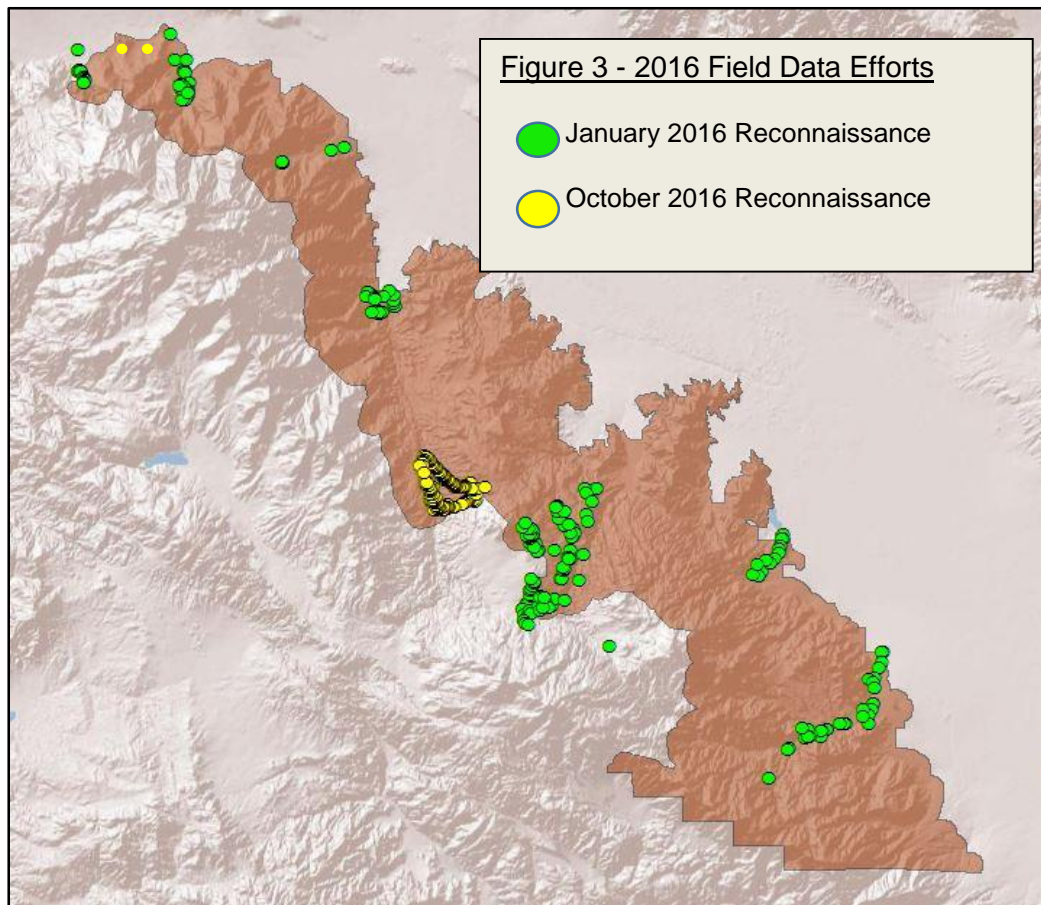 Figure 3 - 2016 Field Data Efforts
January 2016 Reconnaissance
October 2016 Reconnaissance